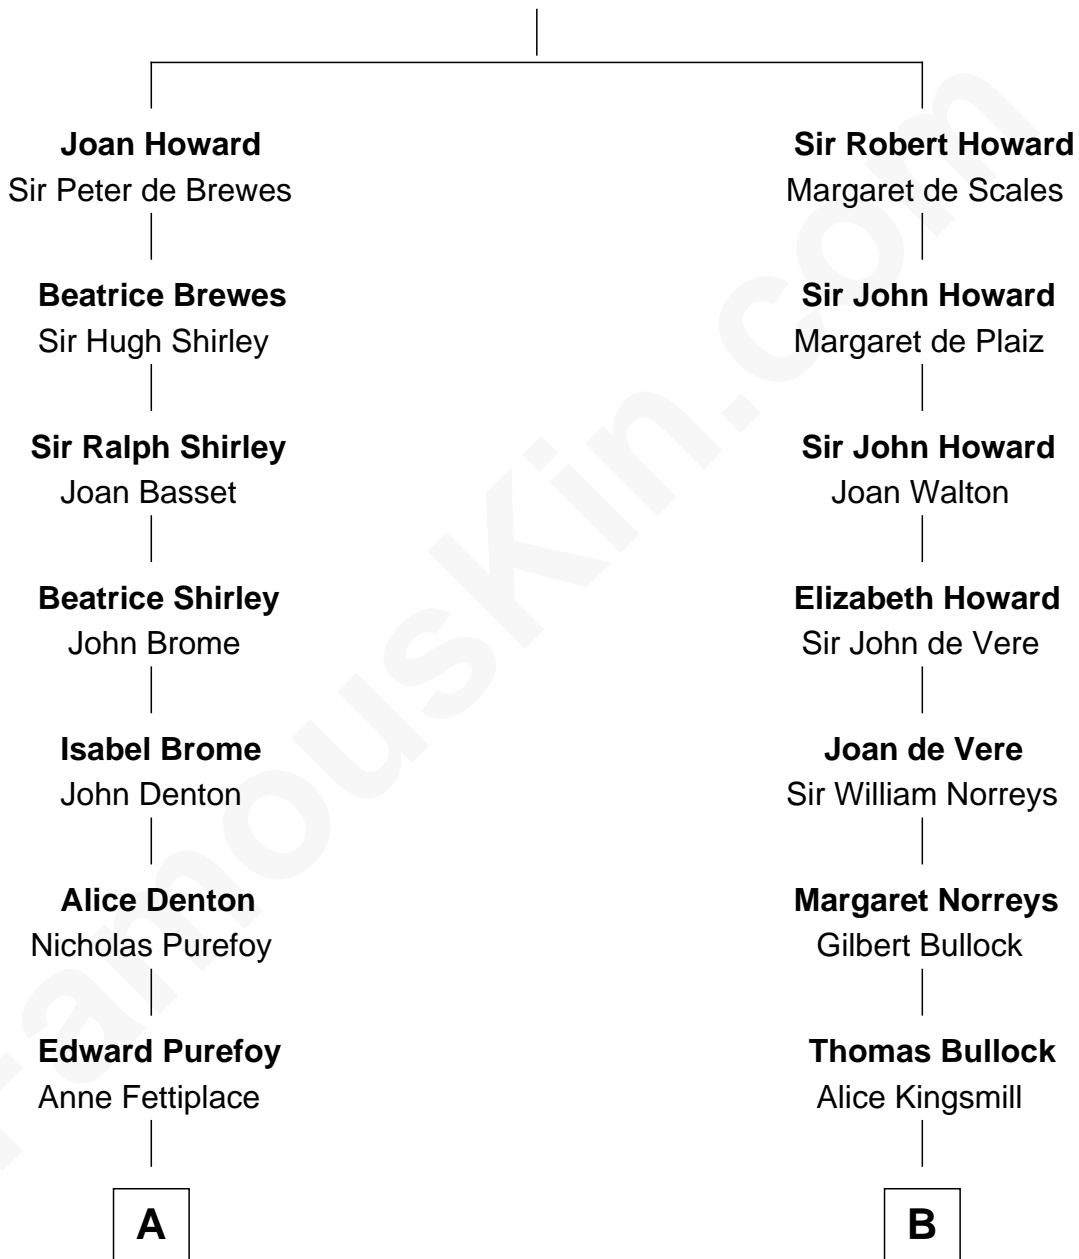 Joan Howard
Sir Peter de Brewes
Beatrice Brewes
Sir Hugh Shirley
Sir Ralph Shirley
Joan Basset
Beatrice Shirley
John Brome
Isabel Brome
John Denton
Alice Denton
Nicholas Purefoy
Edward Purefoy
Anne Fettiplace
A
Sir Robert Howard
Margaret de Scales
Sir John Howard
Margaret de Plaiz
Sir John Howard
Joan Walton
Elizabeth Howard
Sir John de Vere
Joan de Vere
Sir William Norreys
Margaret Norreys
Gilbert Bullock
Thomas Bullock
Alice Kingsmill
B
FamousKin.com